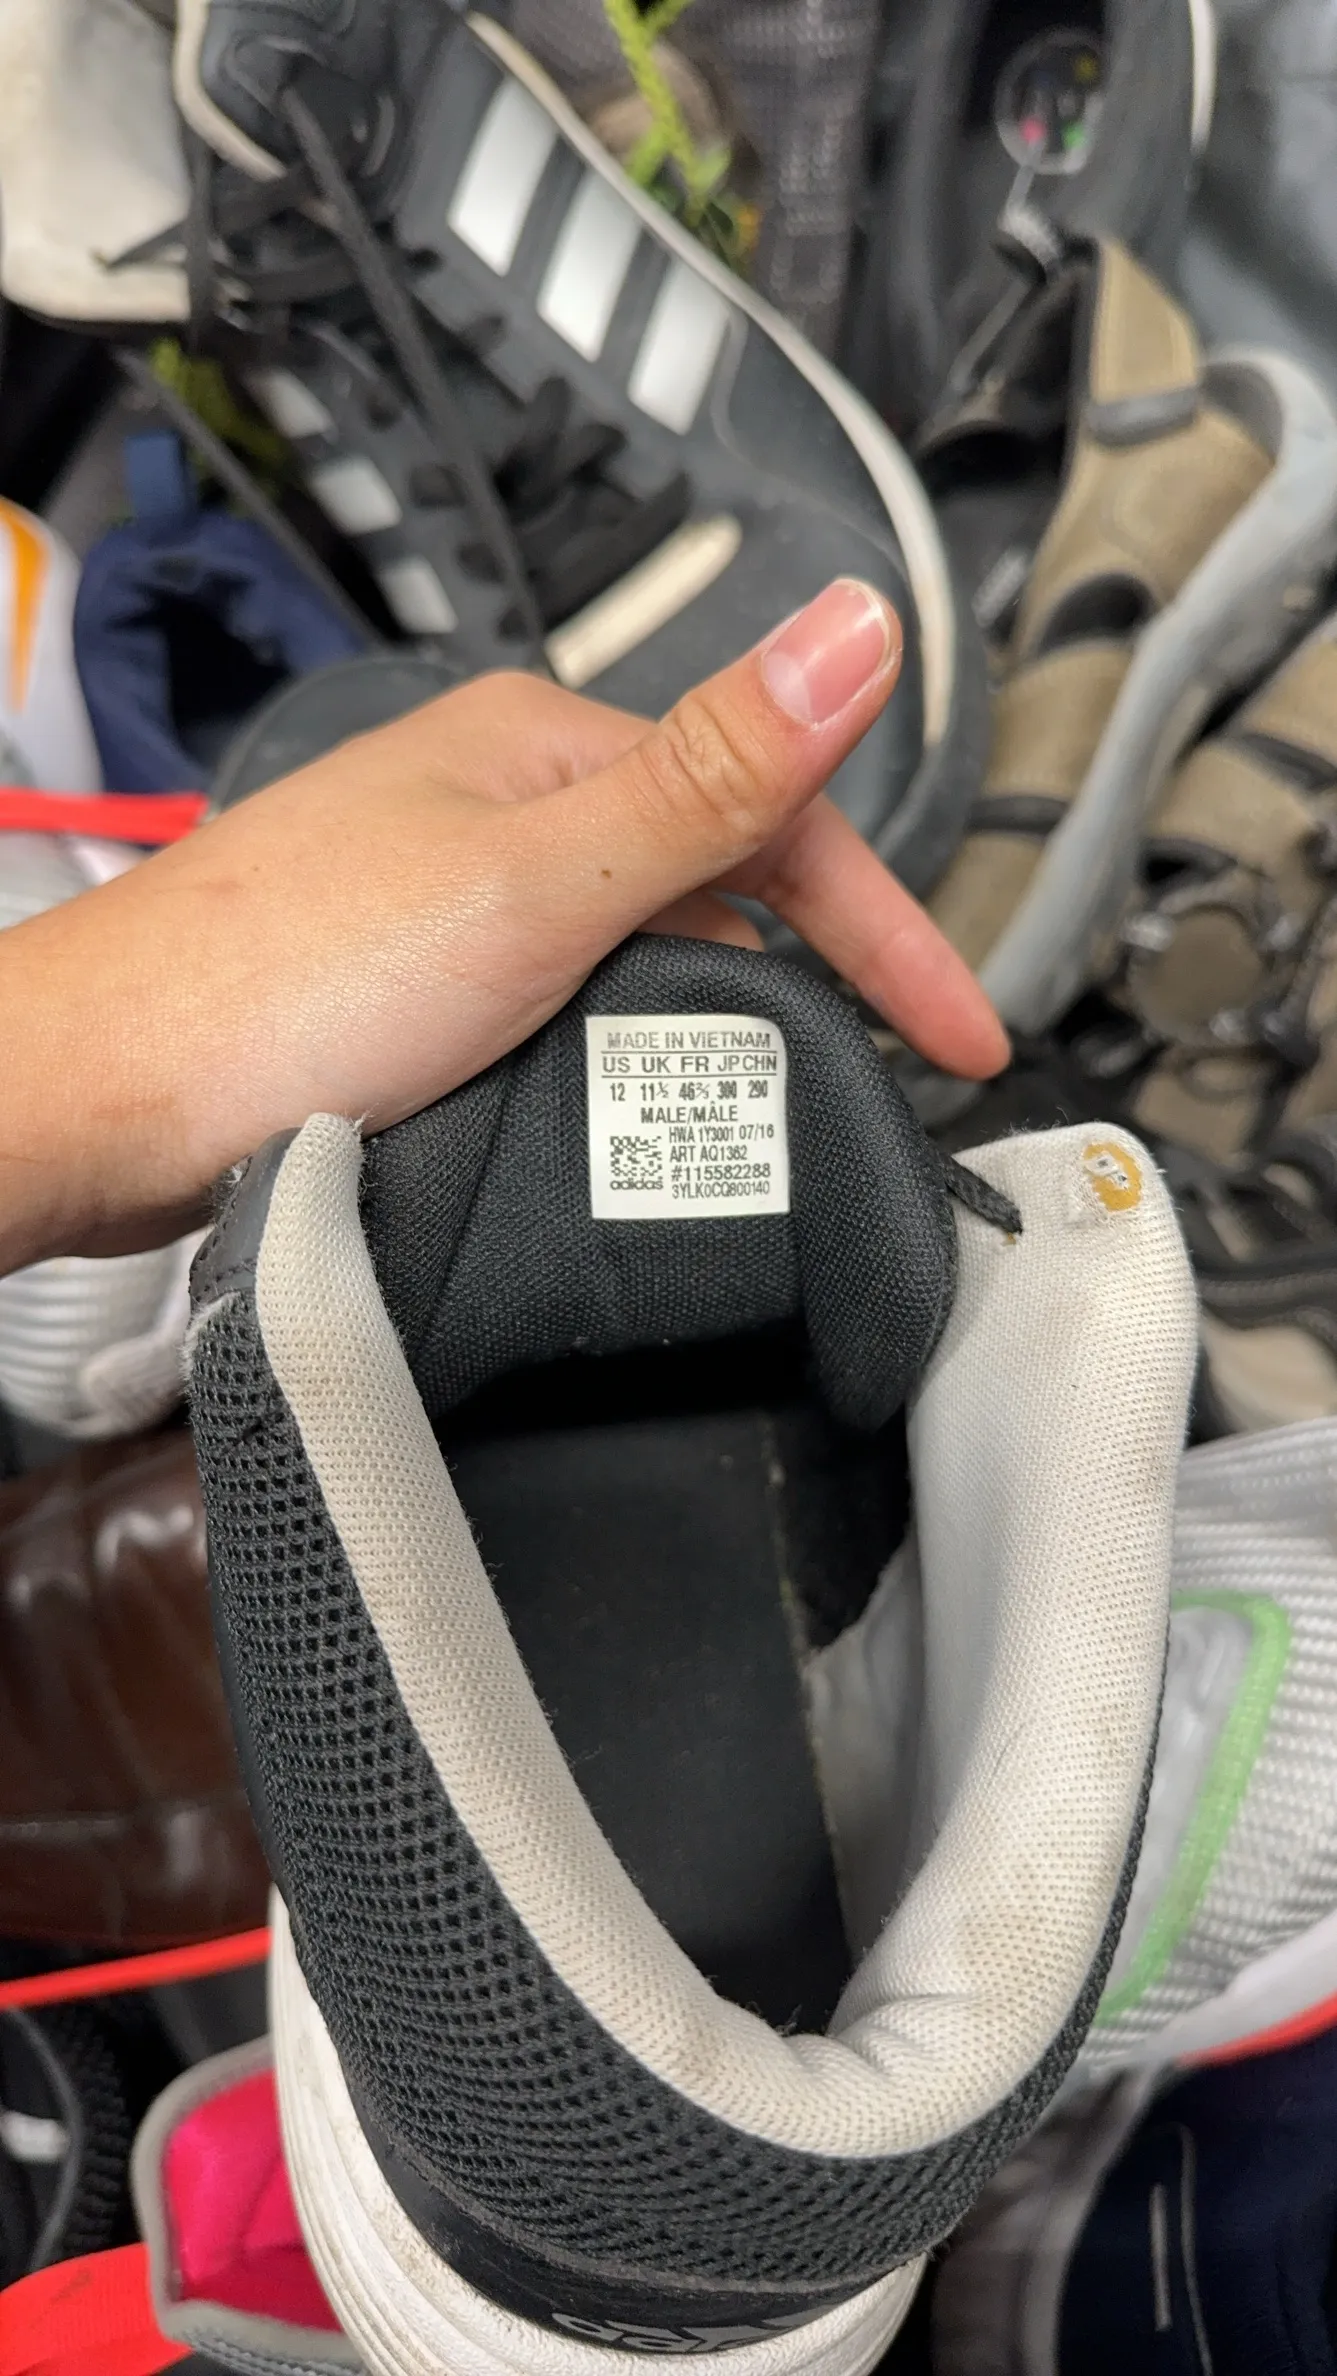 MADE IN VIETNAM
US UK FR JP CHN
12 11½ 46⅔ 300 290
MALE/MÂLE
HWA 1Y3001 07/16
ART AQ1362
#115582288
adidas 3YLK0CQ800140
adidas